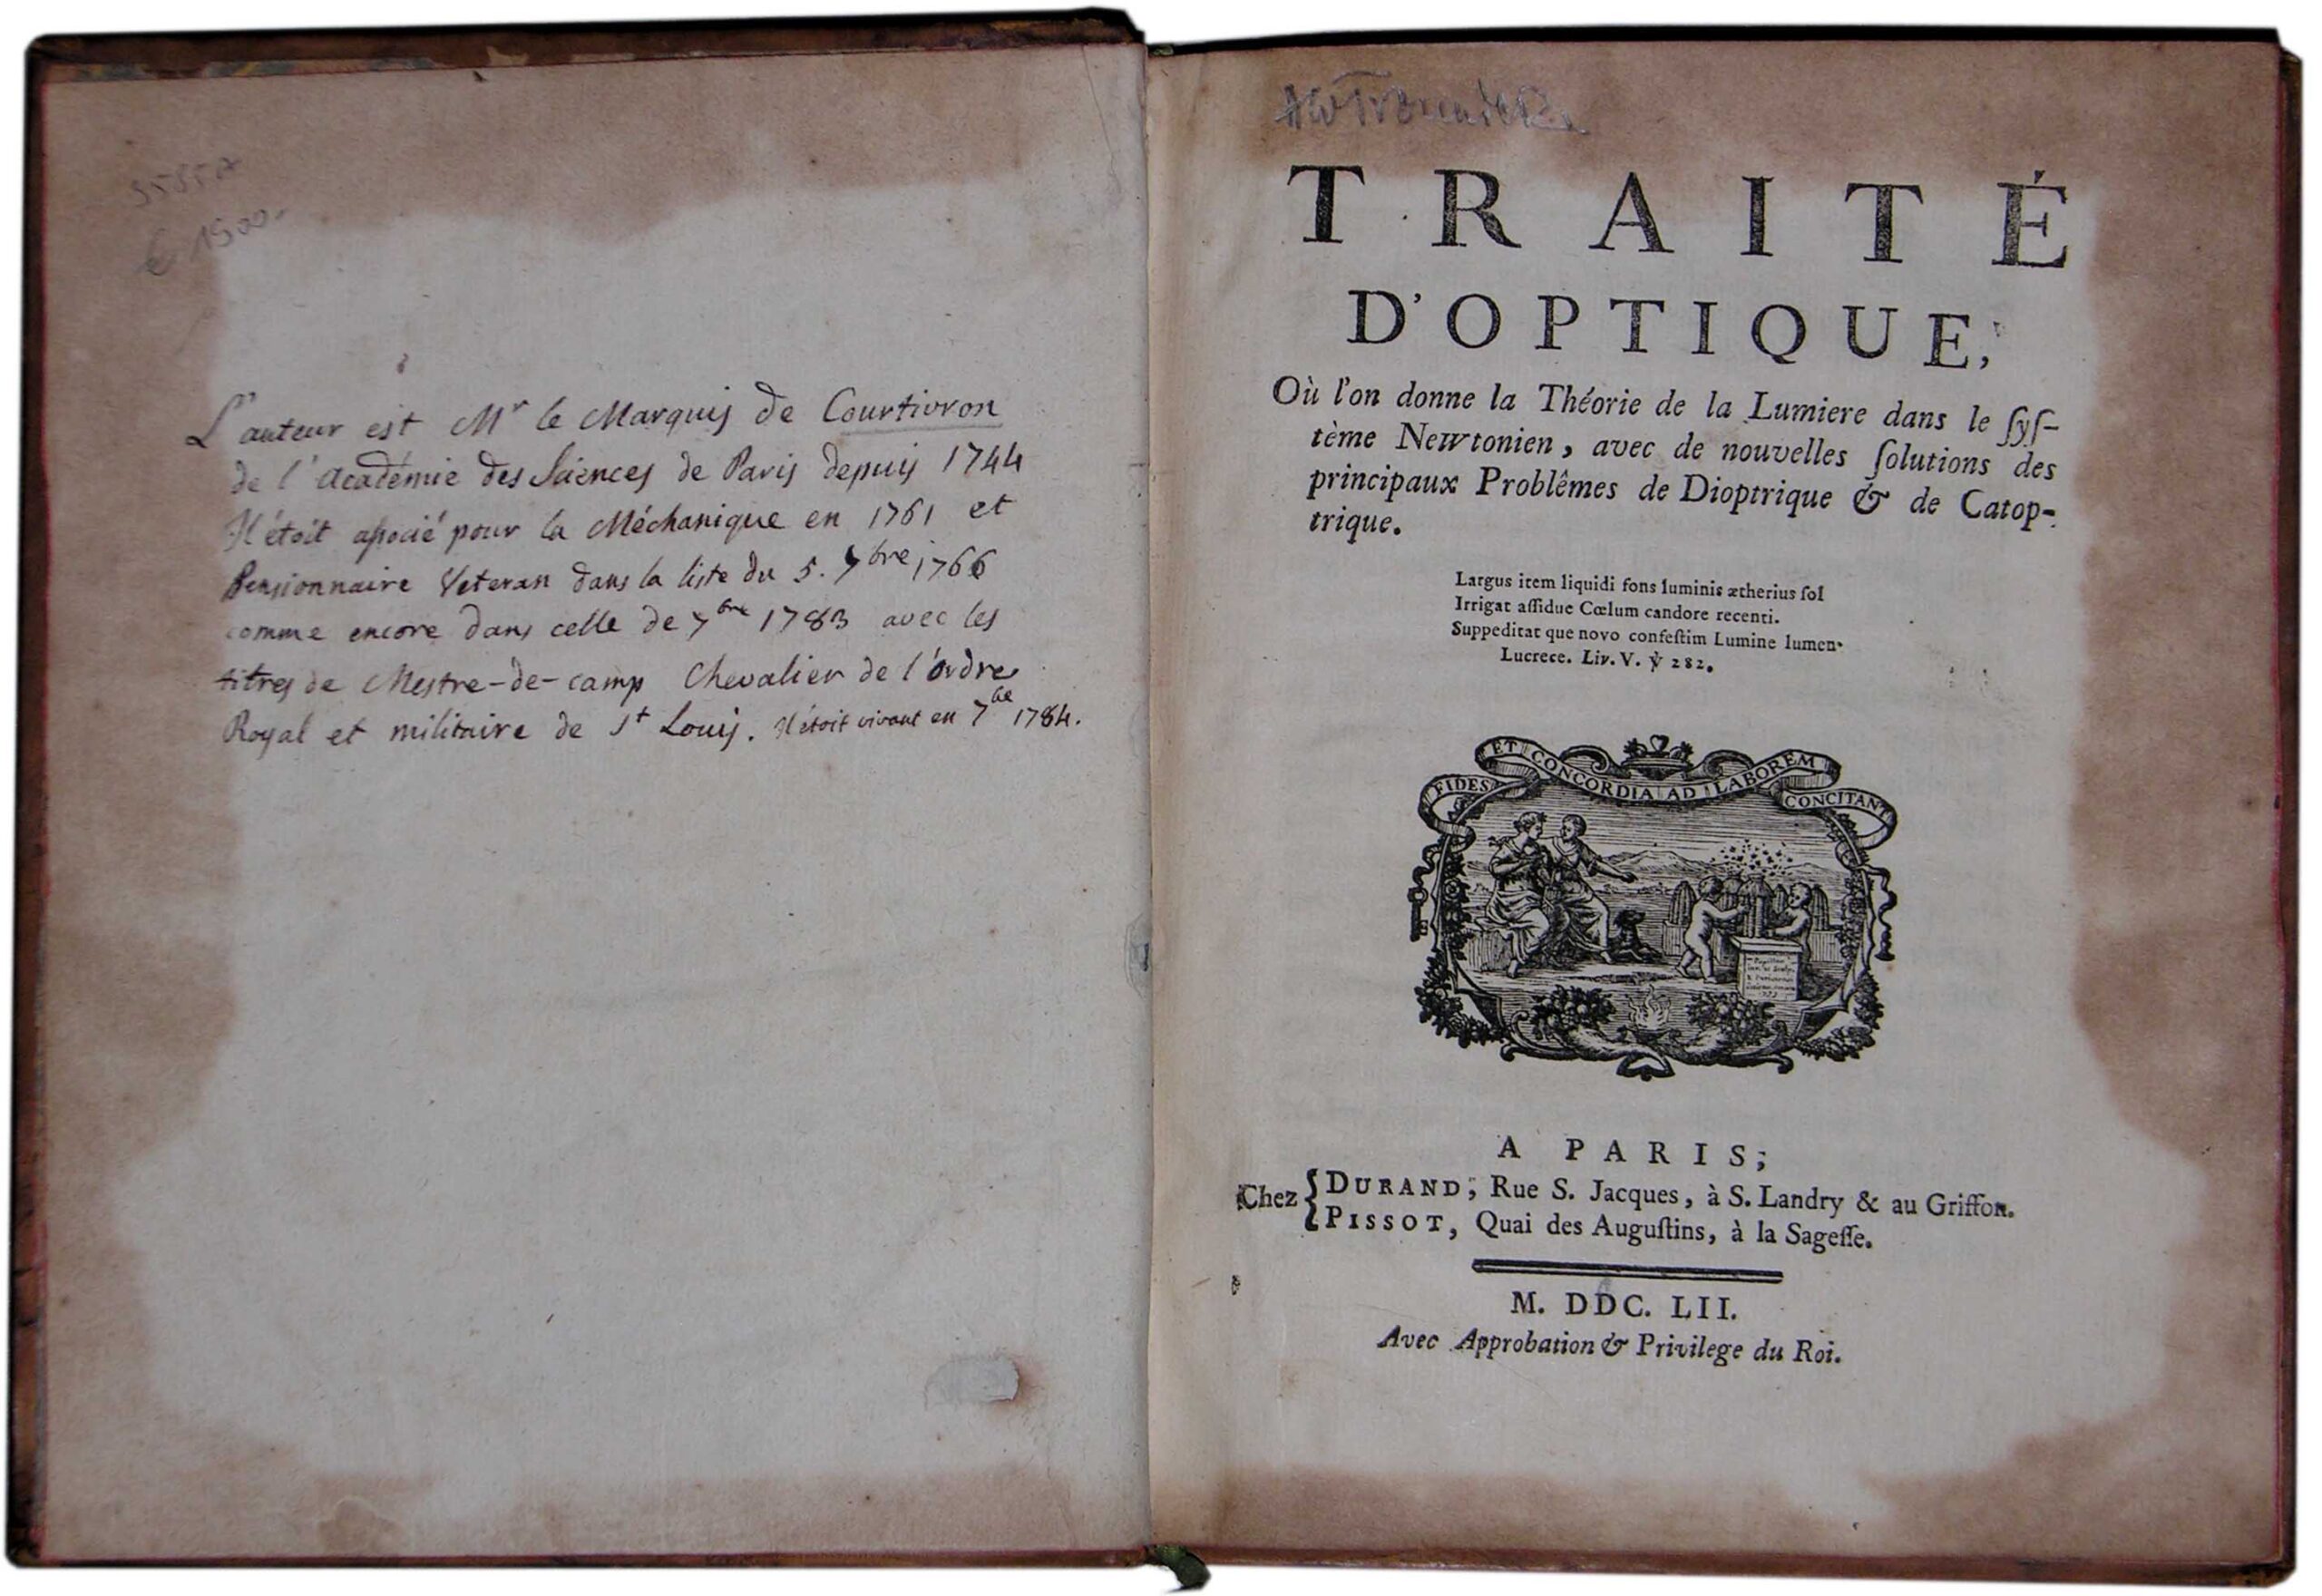 3585A
€ 1500.-
L'auteur est Mr le Marquis de Courtivron
de l'Académie des Sciences de Paris depuis 1744
Il étoit associé pour la Méchanique en 1761 et
Pensionnaire Veteran dans la liste du 5. 7bre 1766
comme encore dans celle de 7bre 1783 avec les
titres de Mestre-de-camp Chevalier de l'ordre
Royal et militaire de St Louis. Il étoit vivant en 7bre 1784.
TRAITÉ
D'OPTIQUE,
Où l'on donne la Théorie de la Lumiere dans le ſyſ-
tème Newtonien, avec de nouvelles ſolutions des
principaux Problêmes de Dioptrique & de Catop-
trique.
Largus item liquidi fons luminis ætherius ſol
Irrigat aſſidue Cœlum candore recenti.
Suppeditat que novo confeſtim Lumine lumen.
Lucrece. Liv. V. ℣ 282.
FIDES ET CONCORDIA AD LABOREM CONCITANT
A PARIS;
Chez { DURAND, Rue S. Jacques, à S. Landry & au Griffon.
PISSOT, Quai des Auguſtins, à la Sageſſe.
M. DDC. LII.
Avec Approbation & Privilege du Roi.